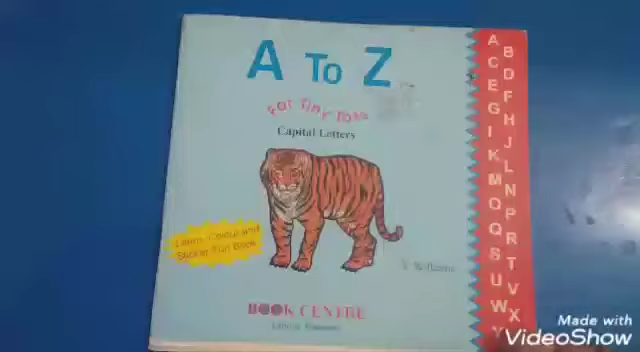 A To Z
For Tiny Tots
Capital Letters
Learn, Colour and
Sticker Fun Book
BOOK CENTRE
A B
C D
E F
G H
I J
K L
M N
O P
Q R
S T
U V
W X
Y
Made with
VideoShow